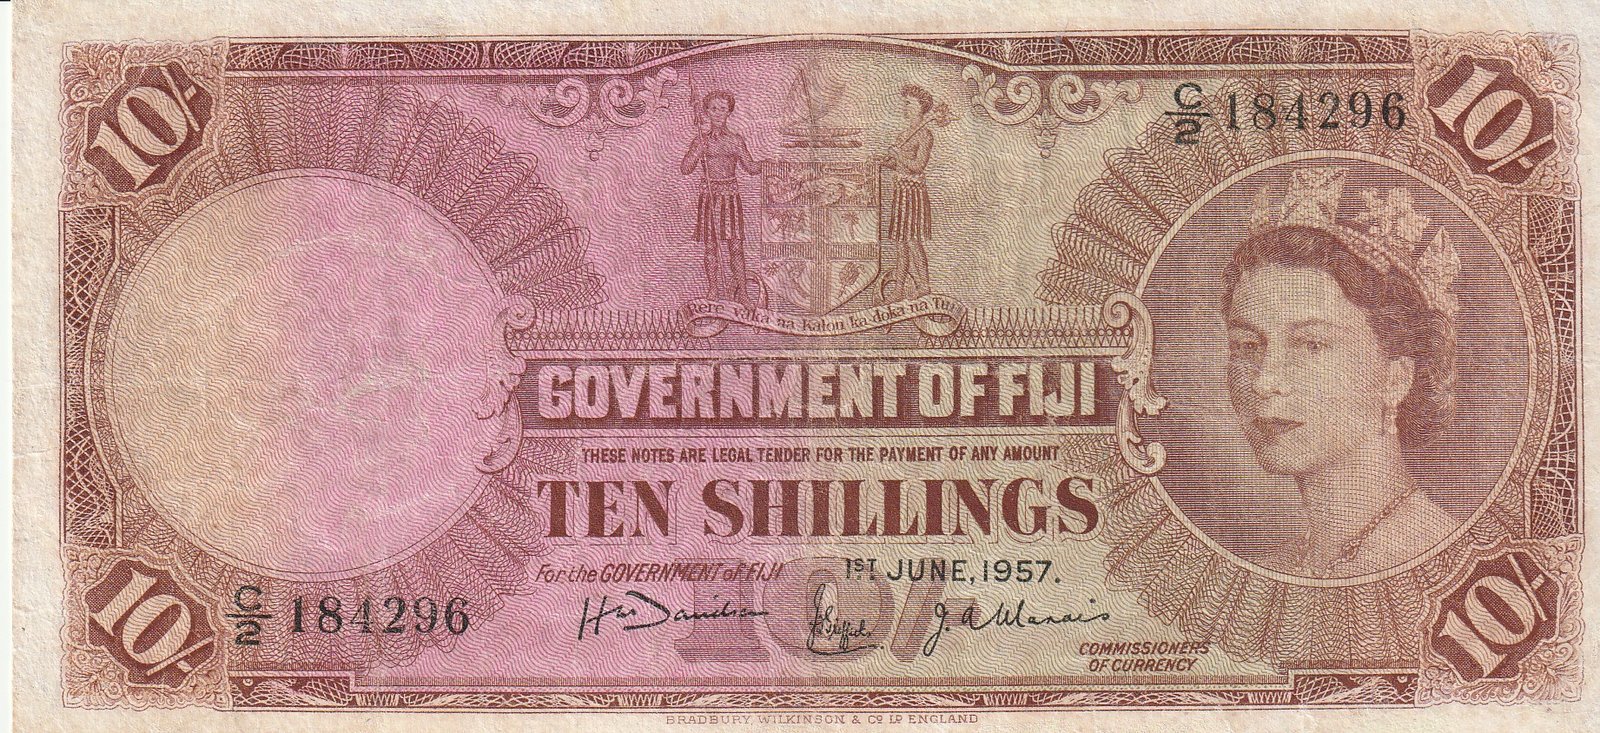 10/-
10/-
C/2 184296
Rere vaka na Kalou ka doka na Tui
GOVERNMENT OF FIJI
THESE NOTES ARE LEGAL TENDER FOR THE PAYMENT OF ANY AMOUNT
TEN SHILLINGS
For the GOVERNMENT OF FIJI
1ST JUNE, 1957.
10/-
C/2 184296
COMMISSIONERS
OF CURRENCY
10/-
10/-
BRADBURY, WILKINSON & Co Ld ENGLAND